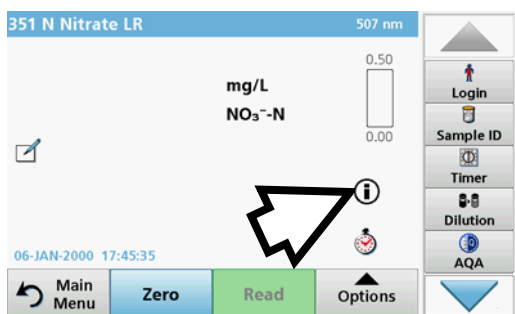 351 N Nitrate LR 507 nm
0.50
mg/L
NO₃⁻-N
0.00
i
06-JAN-2000 17:45:35
Main
Menu
Zero
Read
Options
Login
Sample ID
Timer
Dilution
AQA